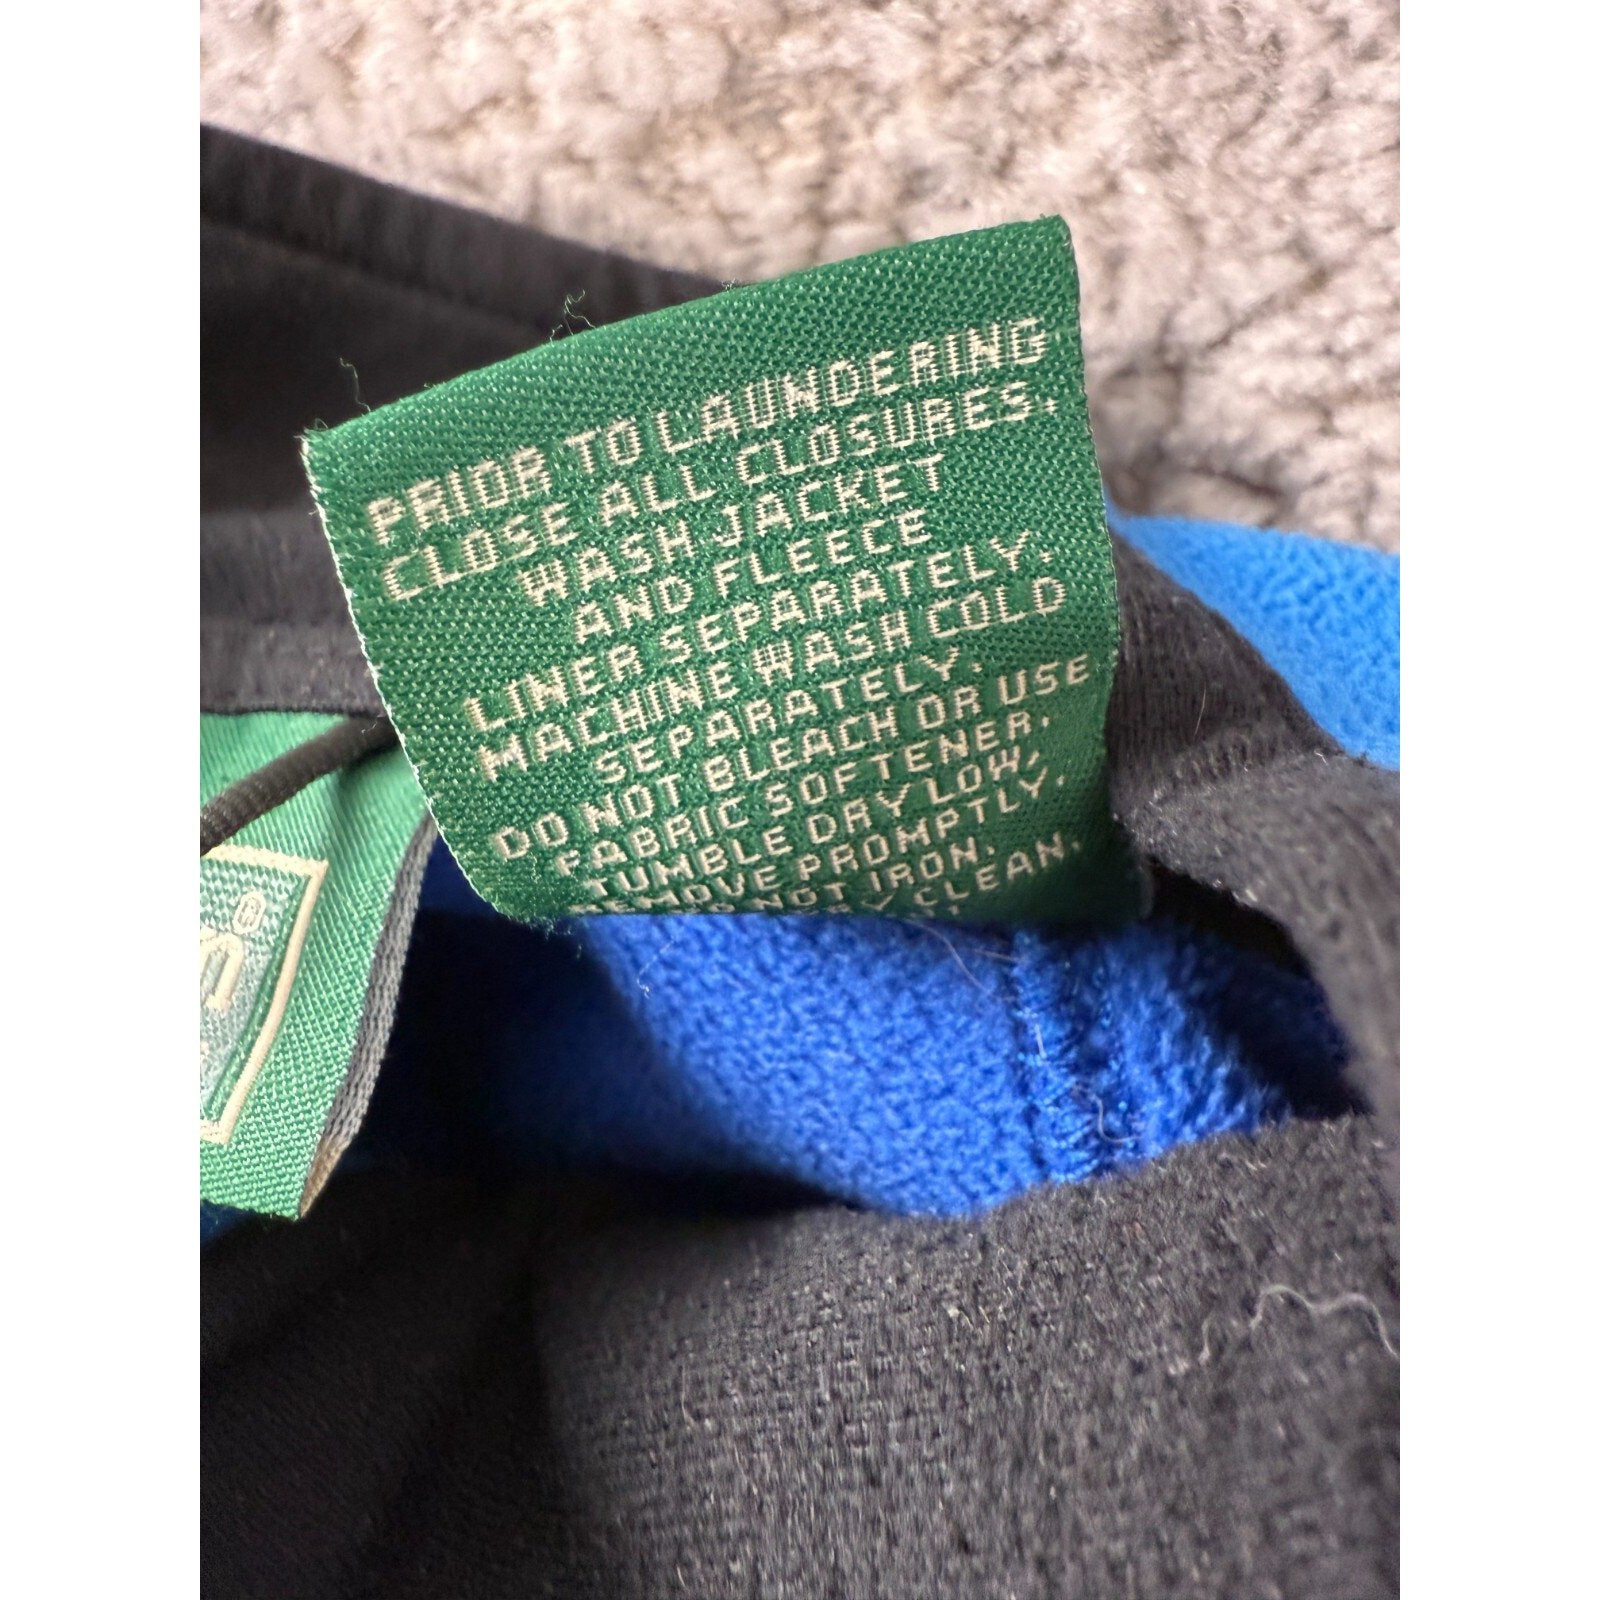 PRIOR TO LAUNDERING
CLOSE ALL CLOSURES.
WASH JACKET
AND FLEECE
LINER SEPARATELY.
MACHINE WASH COLD
SEPARATELY.
DO NOT BLEACH OR USE
FABRIC SOFTENER.
TUMBLE DRY LOW,
REMOVE PROMPTLY.
NOT IRON.
CLEAN.
®